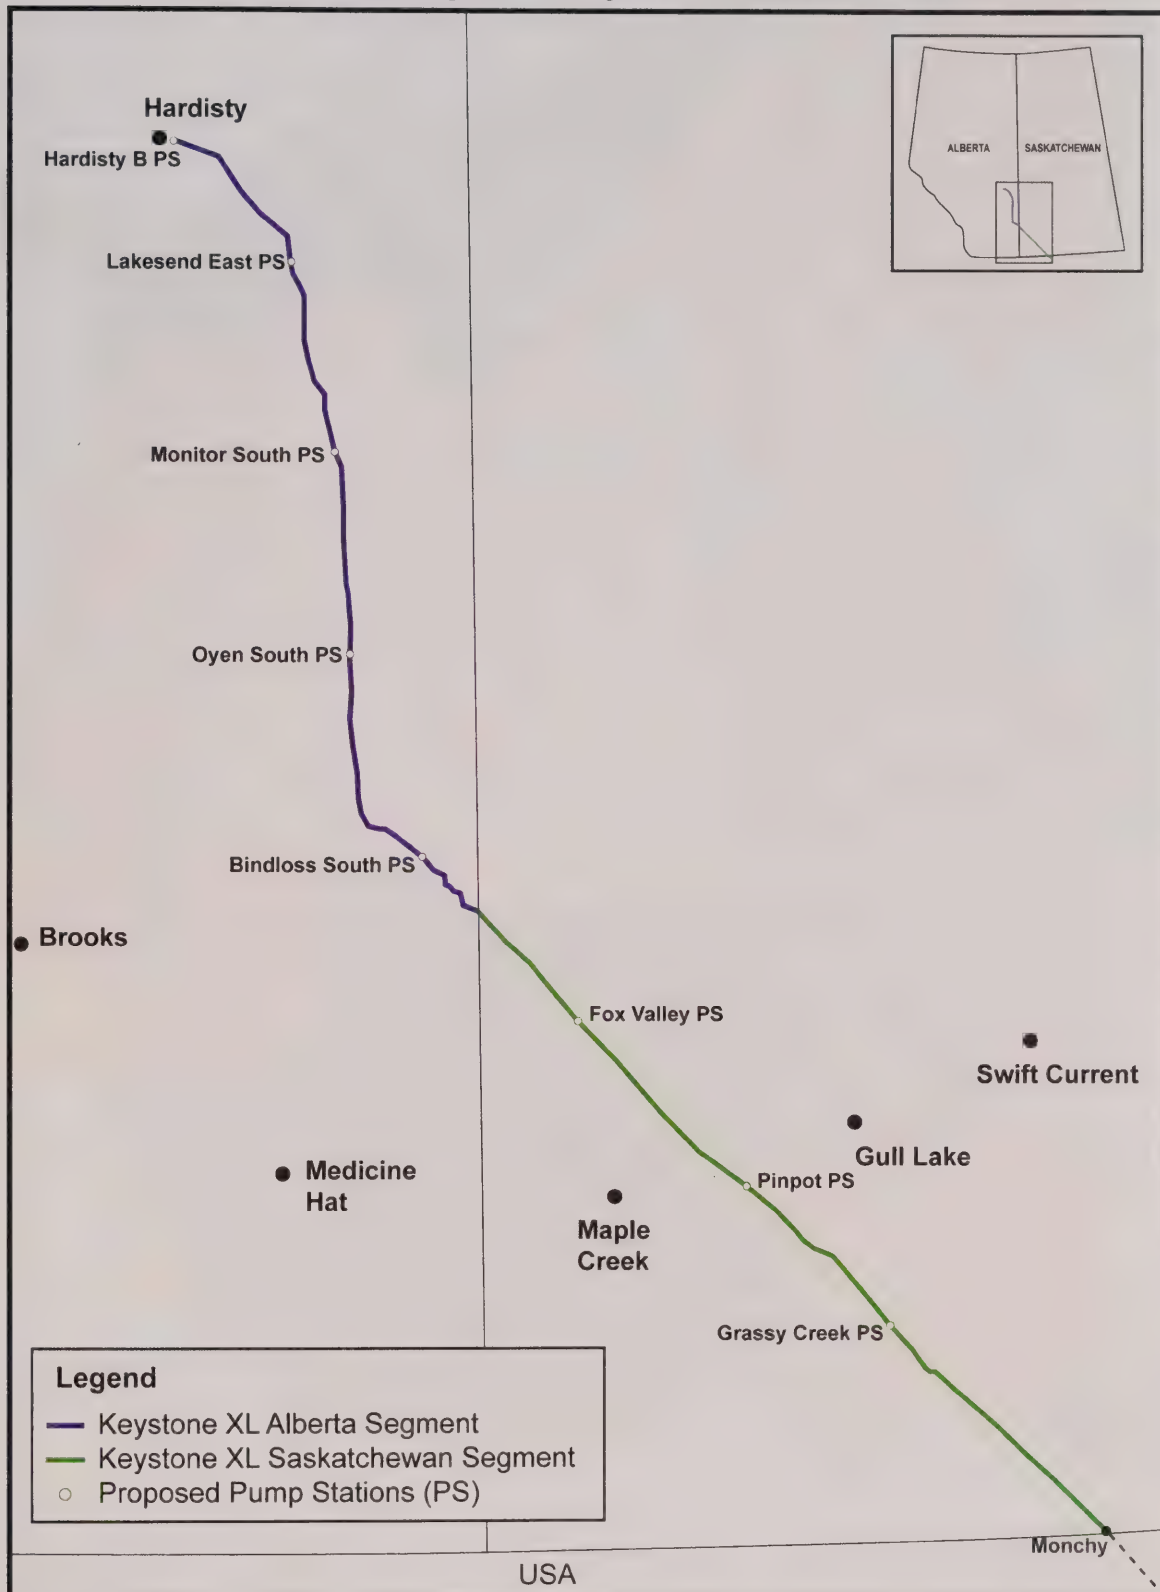 Hardisty
Hardisty B PS
ALBERTA
SASKATCHEWAN
Lakesend East PS
Monitor South PS
Oyen South PS
Bindloss South PS
Brooks
Fox Valley PS
Swift Current
Gull Lake
Medicine
Hat
Pinpot PS
Maple
Creek
Grassy Creek PS
Legend
Keystone XL Alberta Segment
Keystone XL Saskatchewan Segment
Proposed Pump Stations (PS)
Monchy
USA